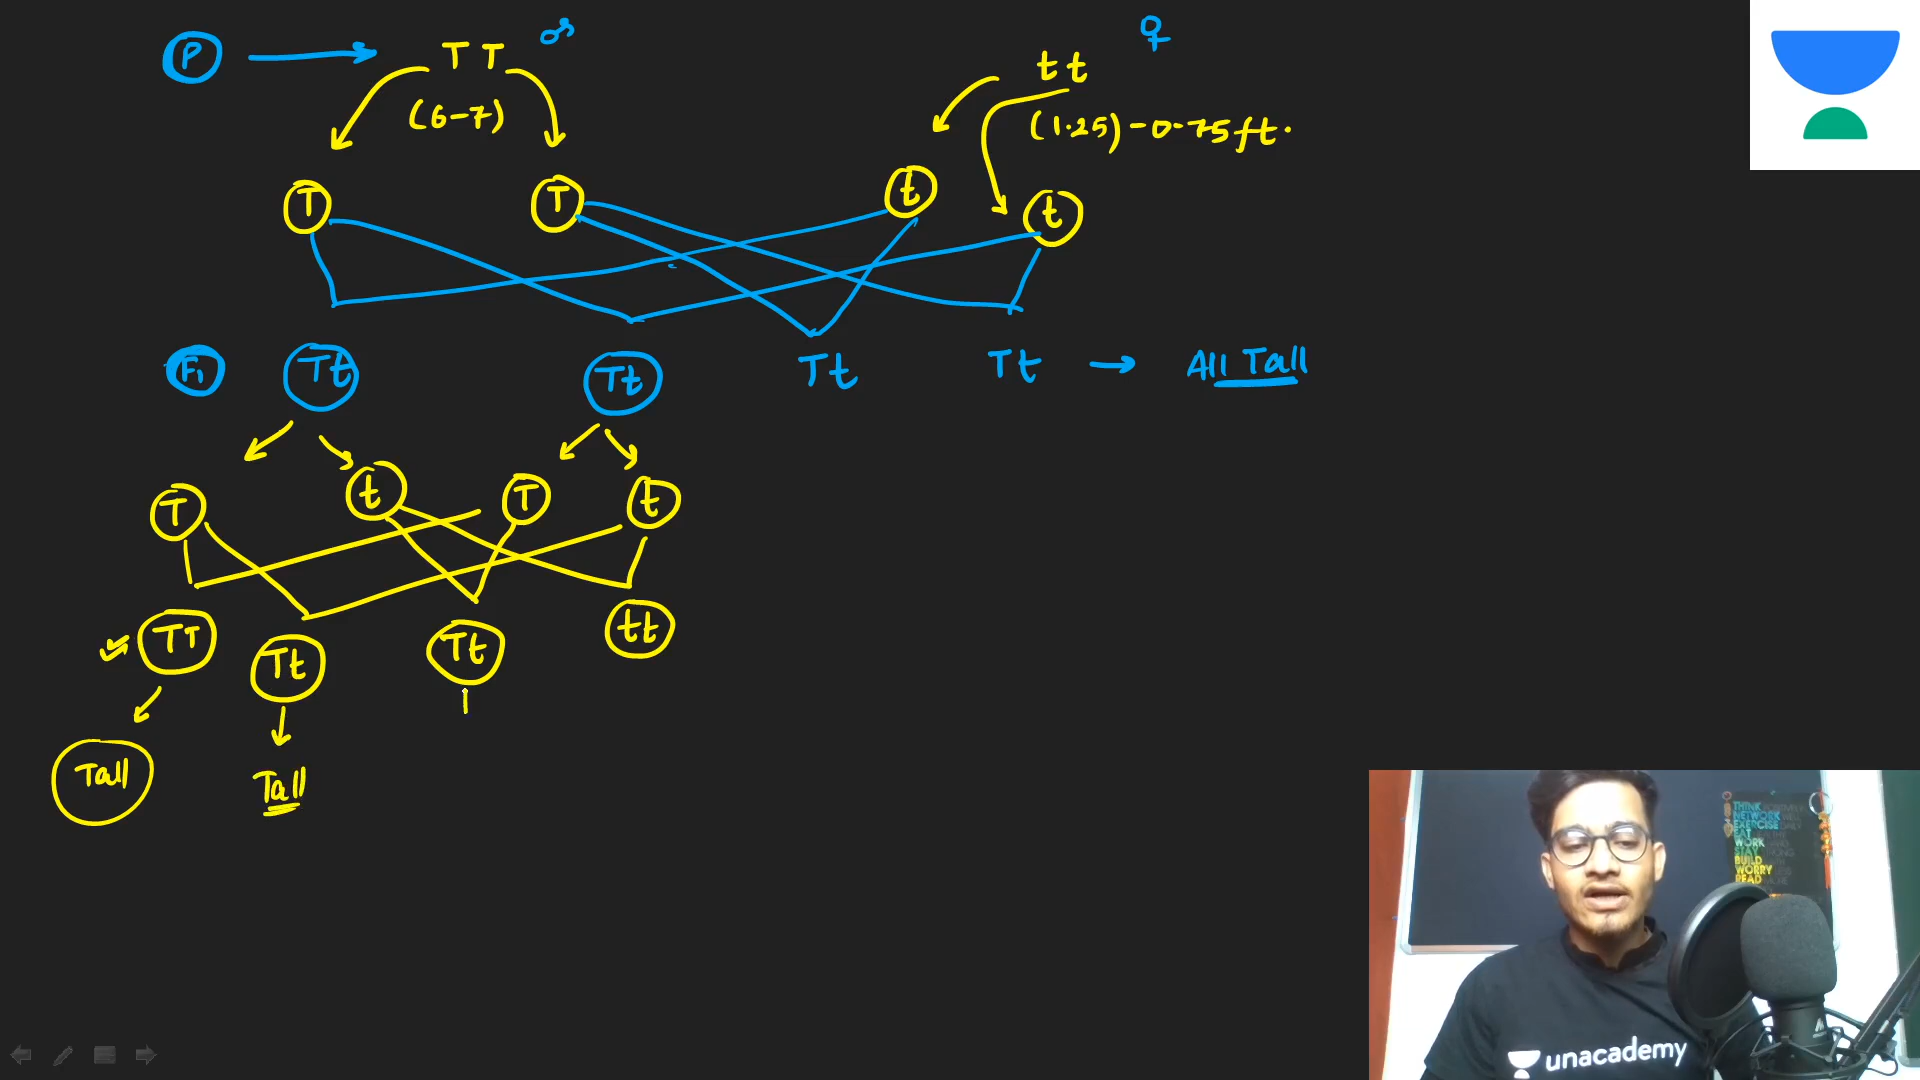 P → TT ♂
tt ♀
(6-7)
(1.25)-0.75ft.
T T t t
F1 Tt Tt Tt Tt → All Tall
T t T t
TT Tt Tt tt
Tall Tall
THINK
NETWORK
EXERCISE
EAT
WORK
STAY
BUILD
WORRY
READ
unacademy